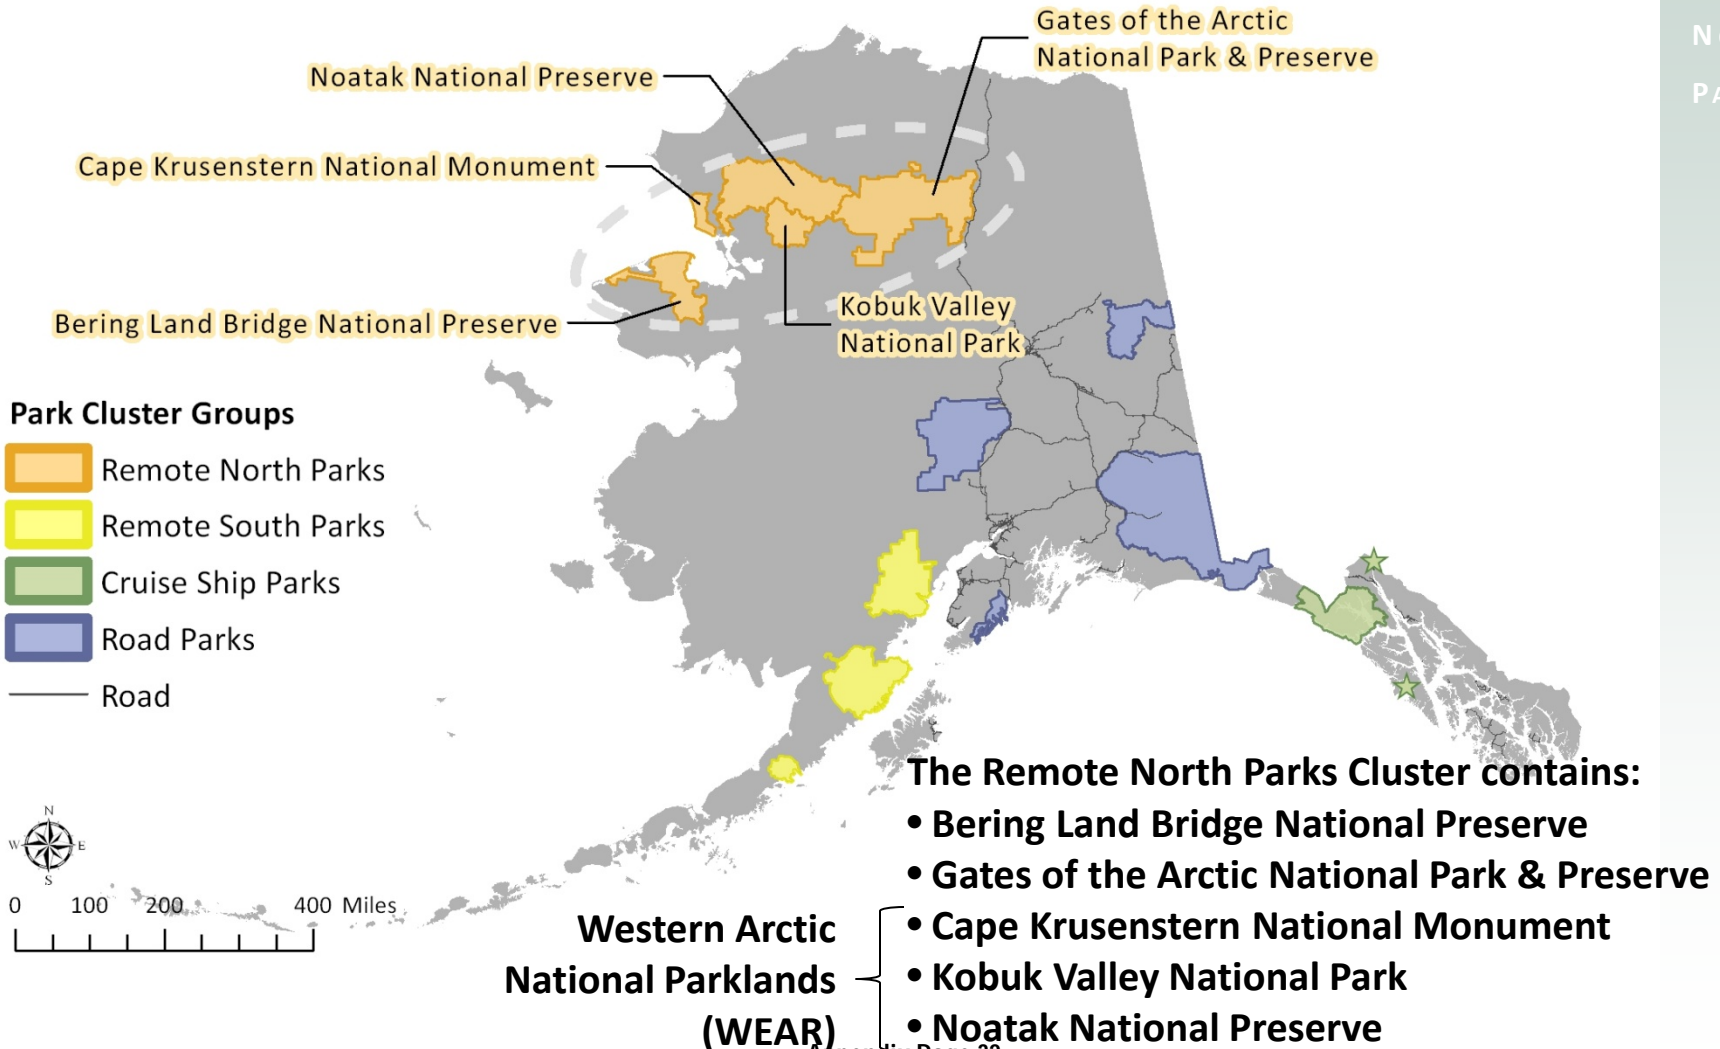 Gates of the Arctic
National Park & Preserve
Noatak National Preserve
Cape Krusenstern National Monument
Bering Land Bridge National Preserve
Kobuk Valley
National Park
Park Cluster Groups
Remote North Parks
Remote South Parks
Cruise Ship Parks
Road Parks
Road
N
W E
S
0 100 200 400 Miles
The Remote North Parks Cluster contains:
• Bering Land Bridge National Preserve
• Gates of the Arctic National Park & Preserve
• Cape Krusenstern National Monument
• Kobuk Valley National Park
• Noatak National Preserve
Western Arctic
National Parklands
(WEAR)